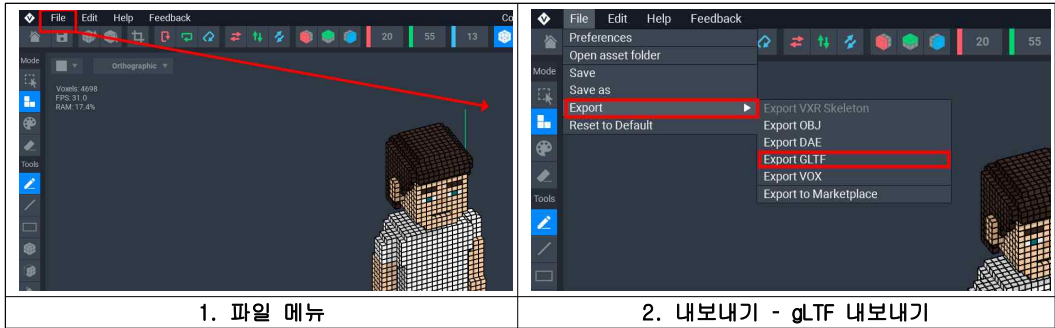 File Edit Help Feedback Co
20 55 13
Mode
Orthographic
Voxels: 4698
FPS: 31.0
RAM: 17.4%
Tools
1. 파일 메뉴
File Edit Help Feedback
20 55
Preferences
Open asset folder
Mode
Save
Save as
Export
Export VXR Skeleton
Reset to Default
Export OBJ
Export DAE
Export GLTF
Export VOX
Export to Marketplace
Tools
2. 내보내기 - gLTF 내보내기